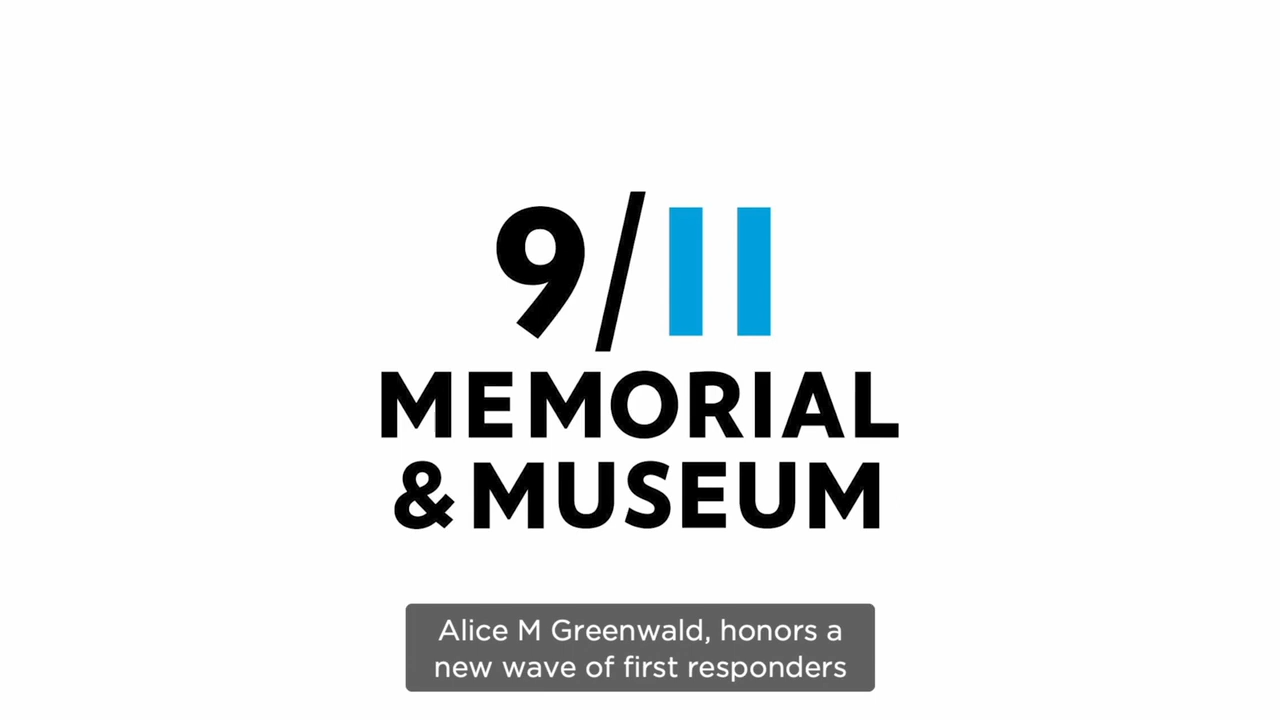 9/11
MEMORIAL
& MUSEUM
Alice M Greenwald, honors a
new wave of first responders